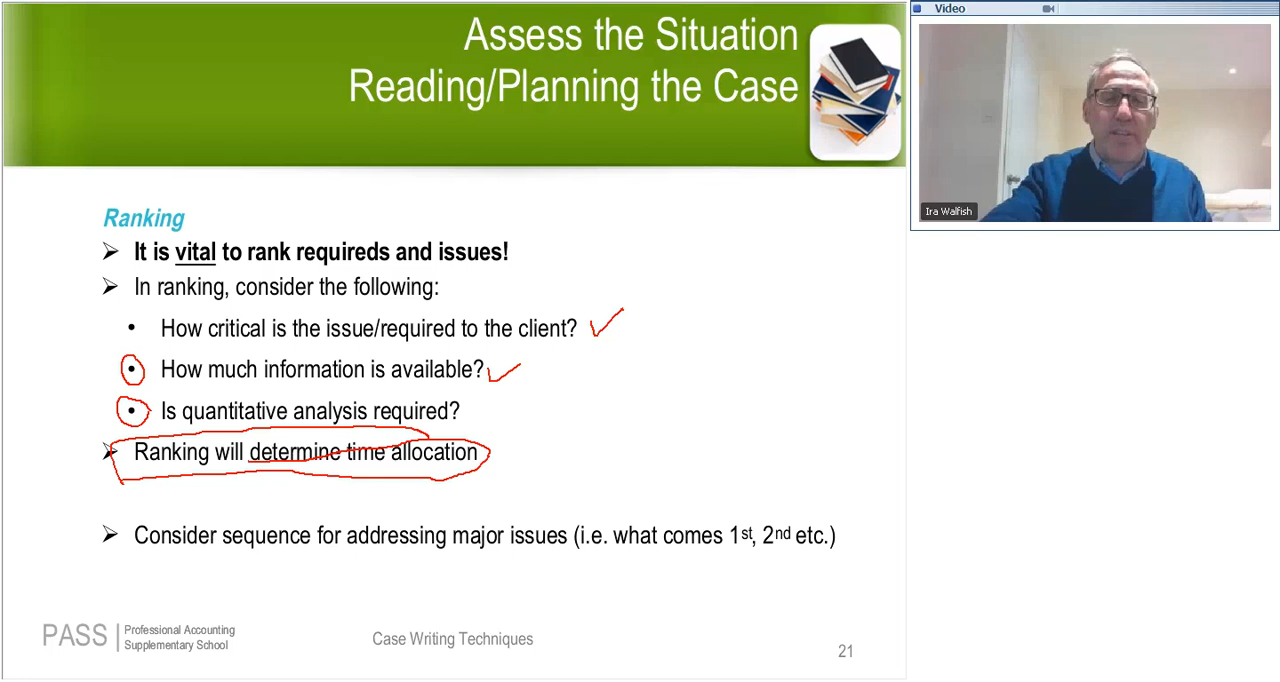 Assess the Situation
Reading/Planning the Case
Video
Ira Walfish
Ranking
➢ It is vital to rank requireds and issues!
➢ In ranking, consider the following:
• How critical is the issue/required to the client?
• How much information is available?
• Is quantitative analysis required?
➢ Ranking will determine time allocation
➢ Consider sequence for addressing major issues (i.e. what comes 1st, 2nd etc.)
PASS
Professional Accounting
Supplementary School
Case Writing Techniques
21